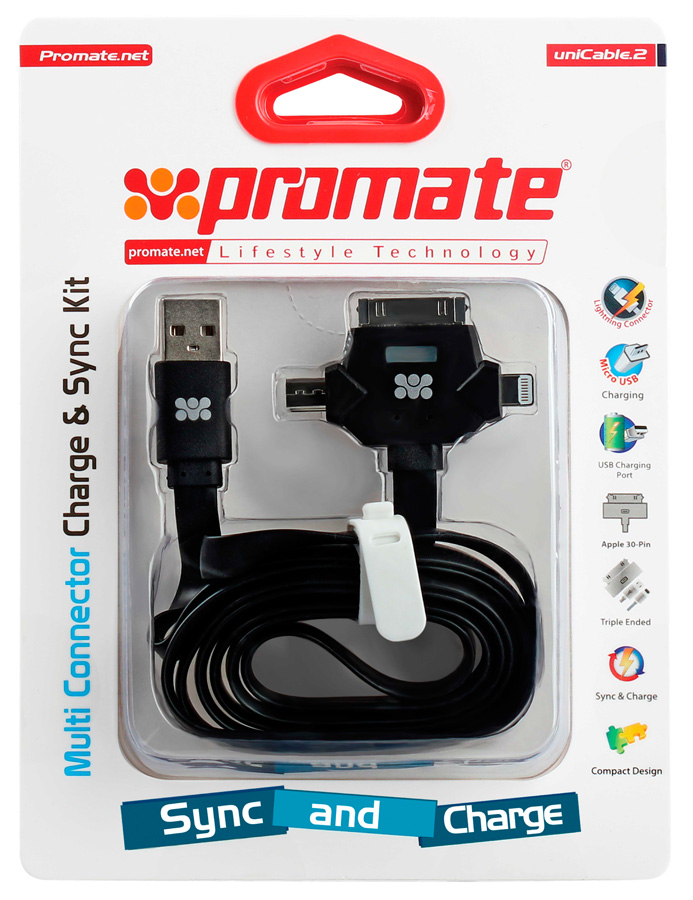 Promate.net
uniCable.2
promate®
promate.net Lifestyle Technology
Multi Connector Charge & Sync Kit
Lightning Connector
Micro USB
Charging
USB Charging
Port
Apple 30-Pin
Triple Ended
Sync & Charge
Compact Design
Sync and Charge